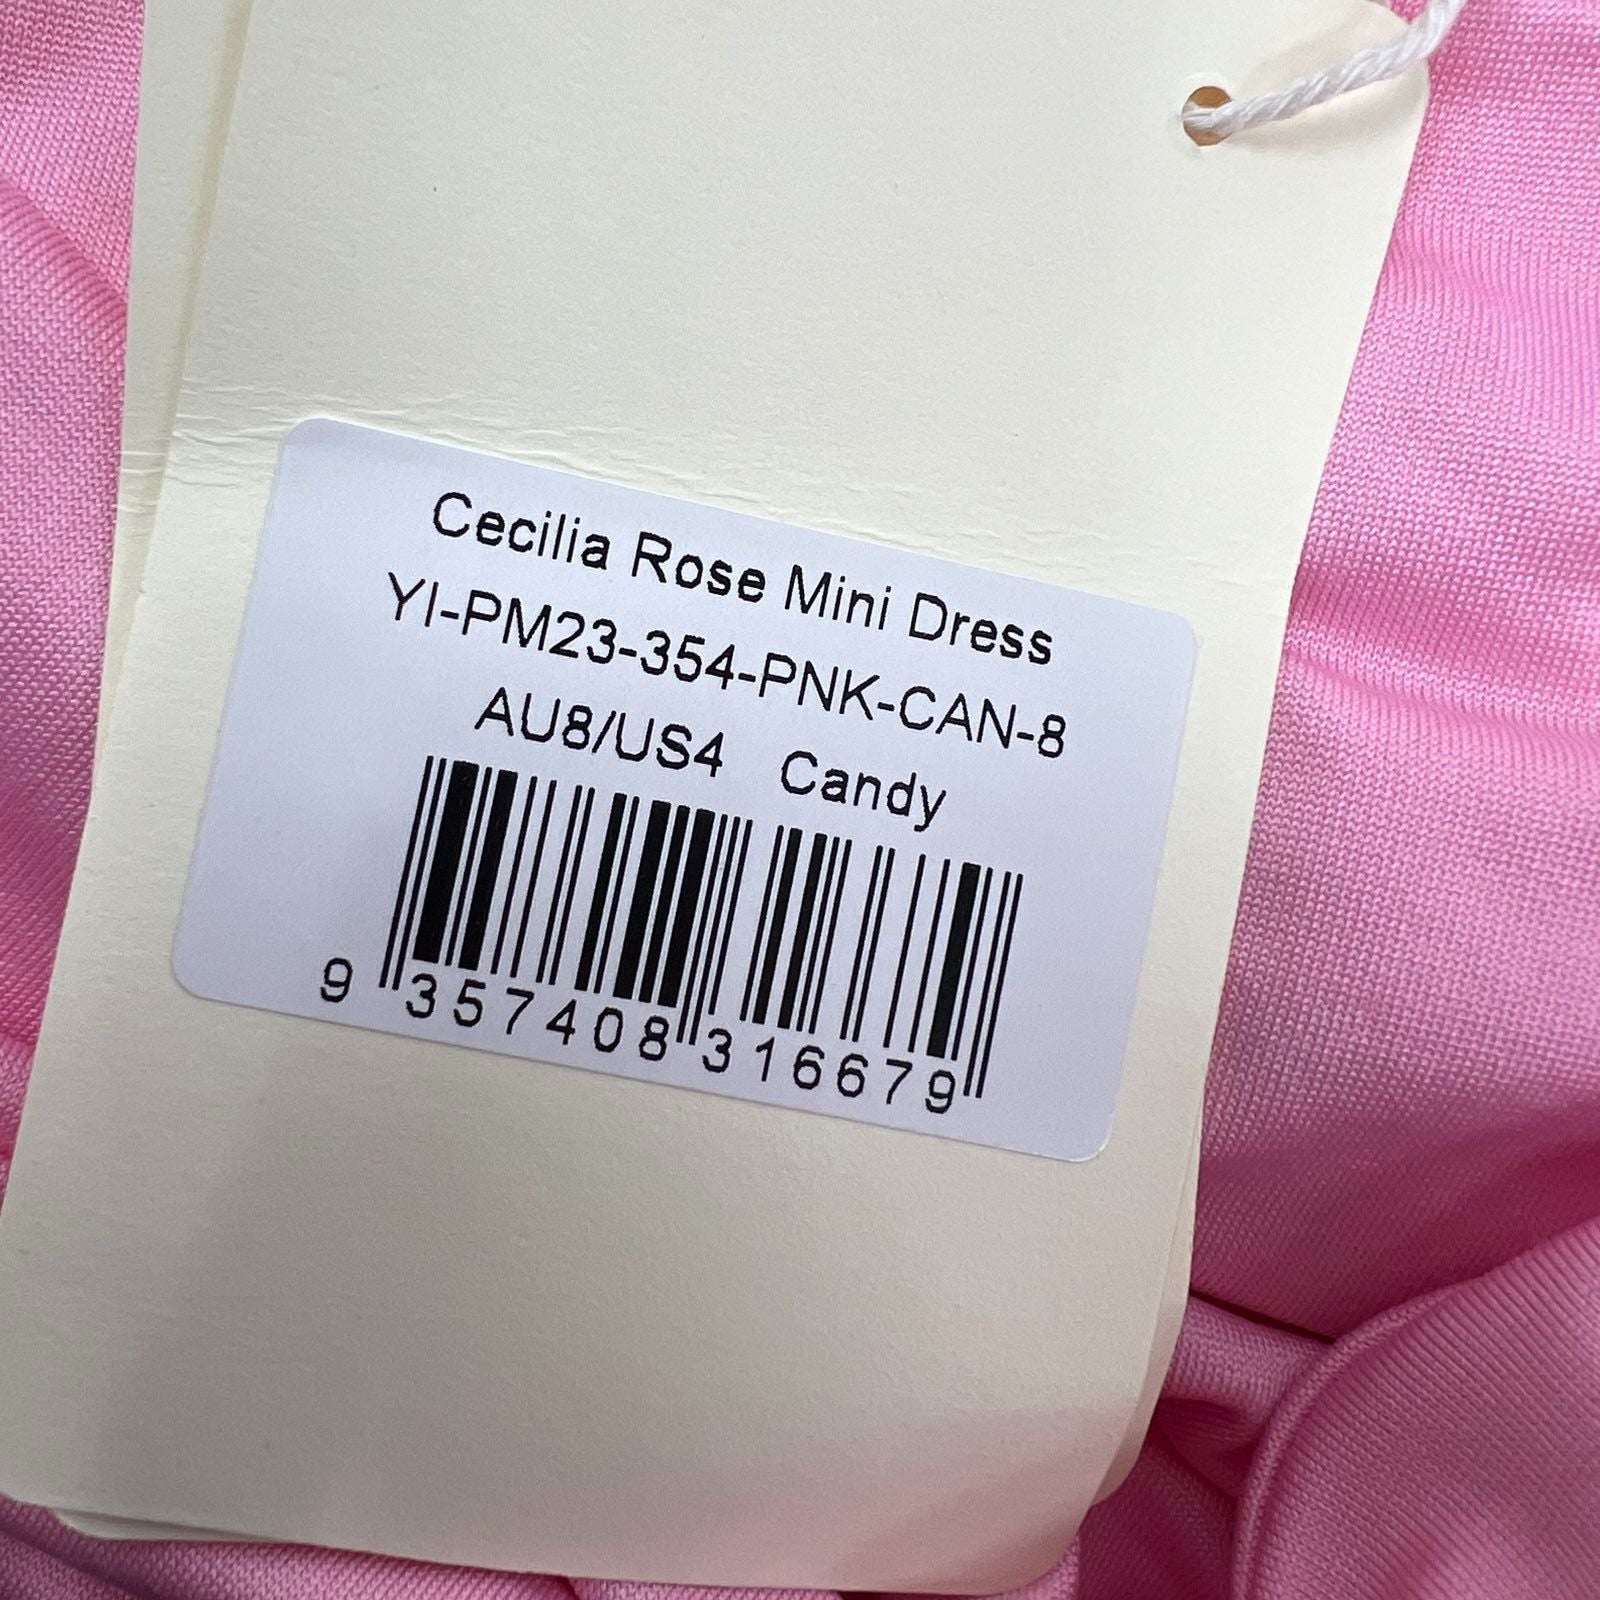 Cecilia Rose Mini Dress
YI-PM23-354-PNK-CAN-8
AU8/US4 Candy
9 357408 316679